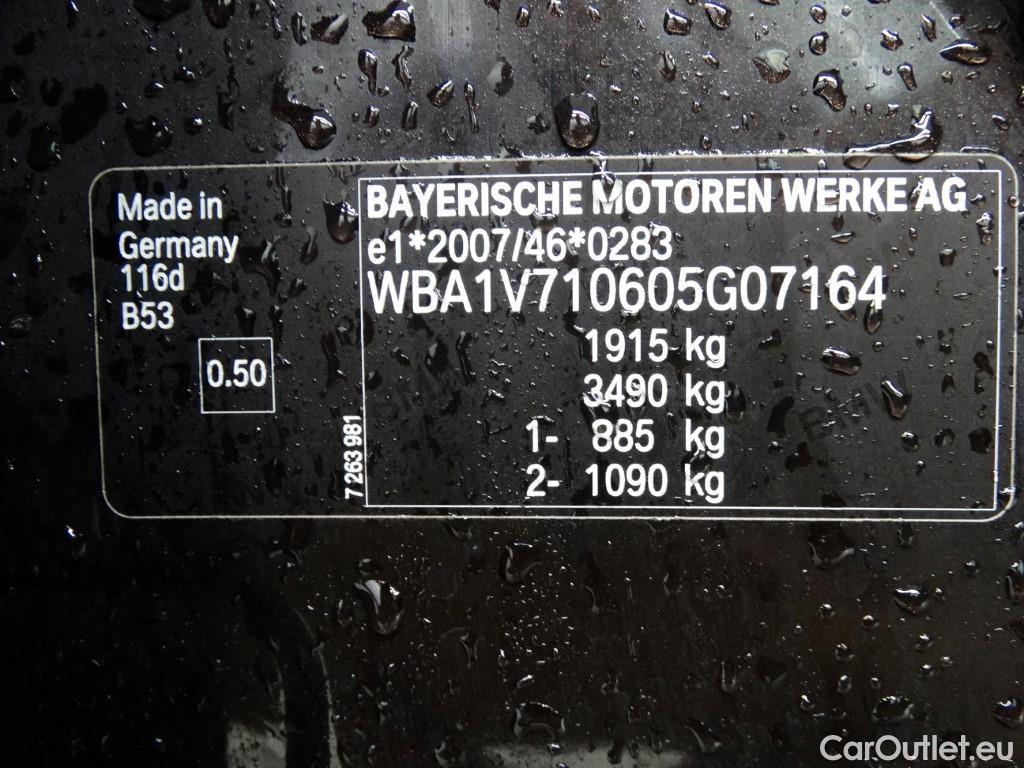 Made in
Germany
116d
B53
0.50
7 263 981
BAYERISCHE MOTOREN WERKE AG
e1*2007/46*0283
WBA1V710605G07164
1915 kg
3490 kg
1- 885 kg
2- 1090 kg
BMW
CarOutlet.eu